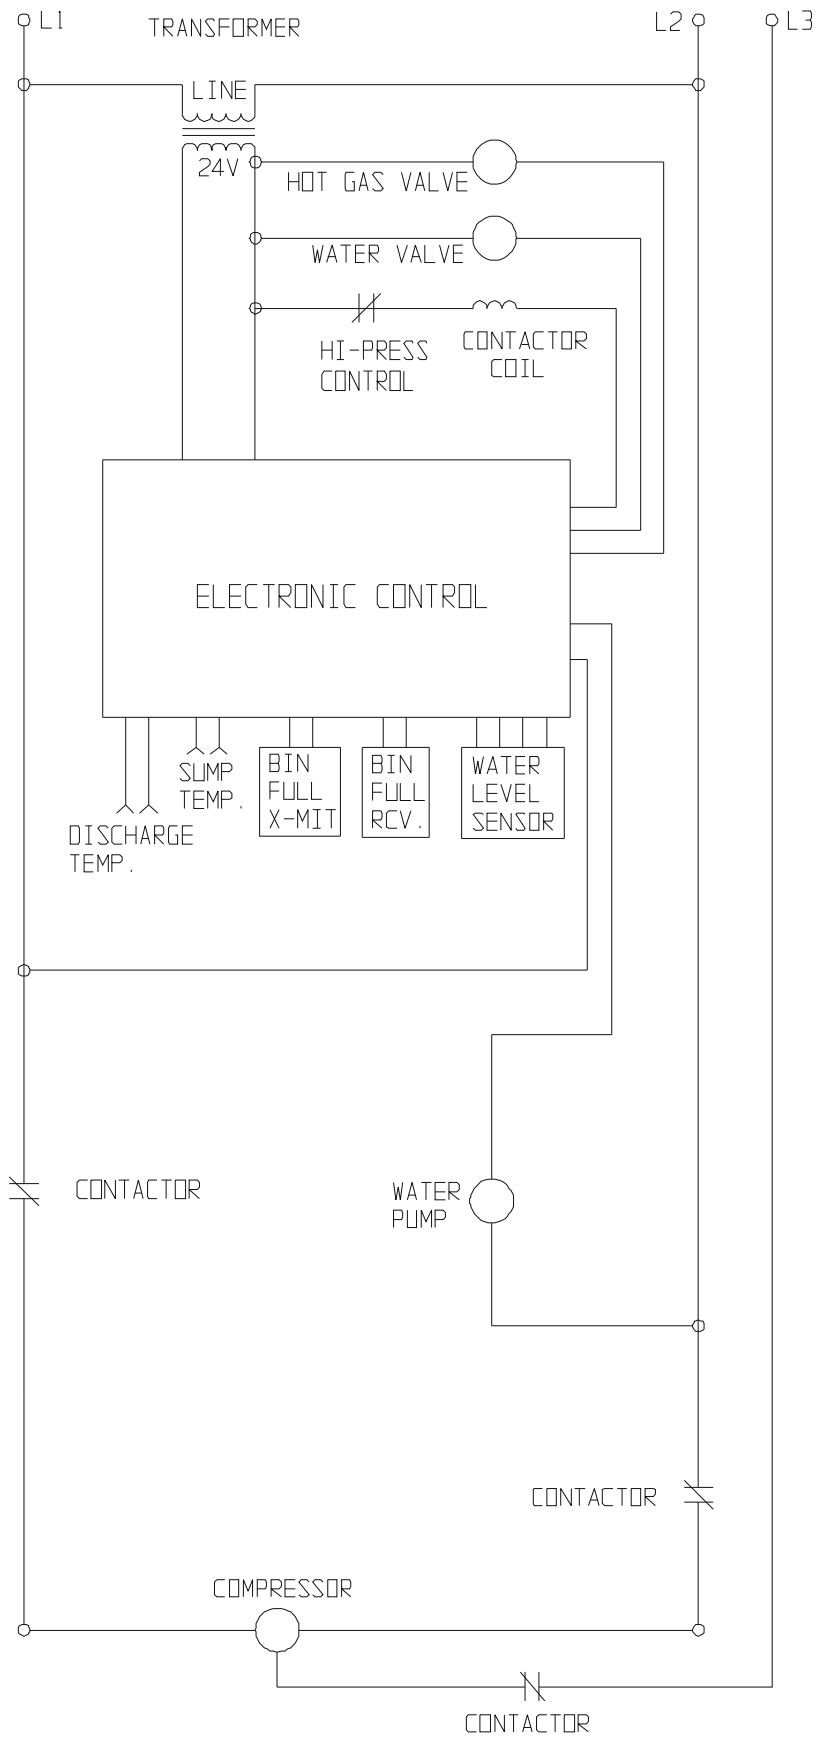 L1
TRANSFORMER
L2
L3
LINE
24V
HOT GAS VALVE
WATER VALVE
HI-PRESS
CONTROL
CONTACTOR
COIL
ELECTRONIC CONTROL
DISCHARGE
TEMP.
SUMP
TEMP.
BIN
FULL
X-MIT
BIN
FULL
RCV.
WATER
LEVEL
SENSOR
CONTACTOR
WATER
PUMP
CONTACTOR
COMPRESSOR
CONTACTOR